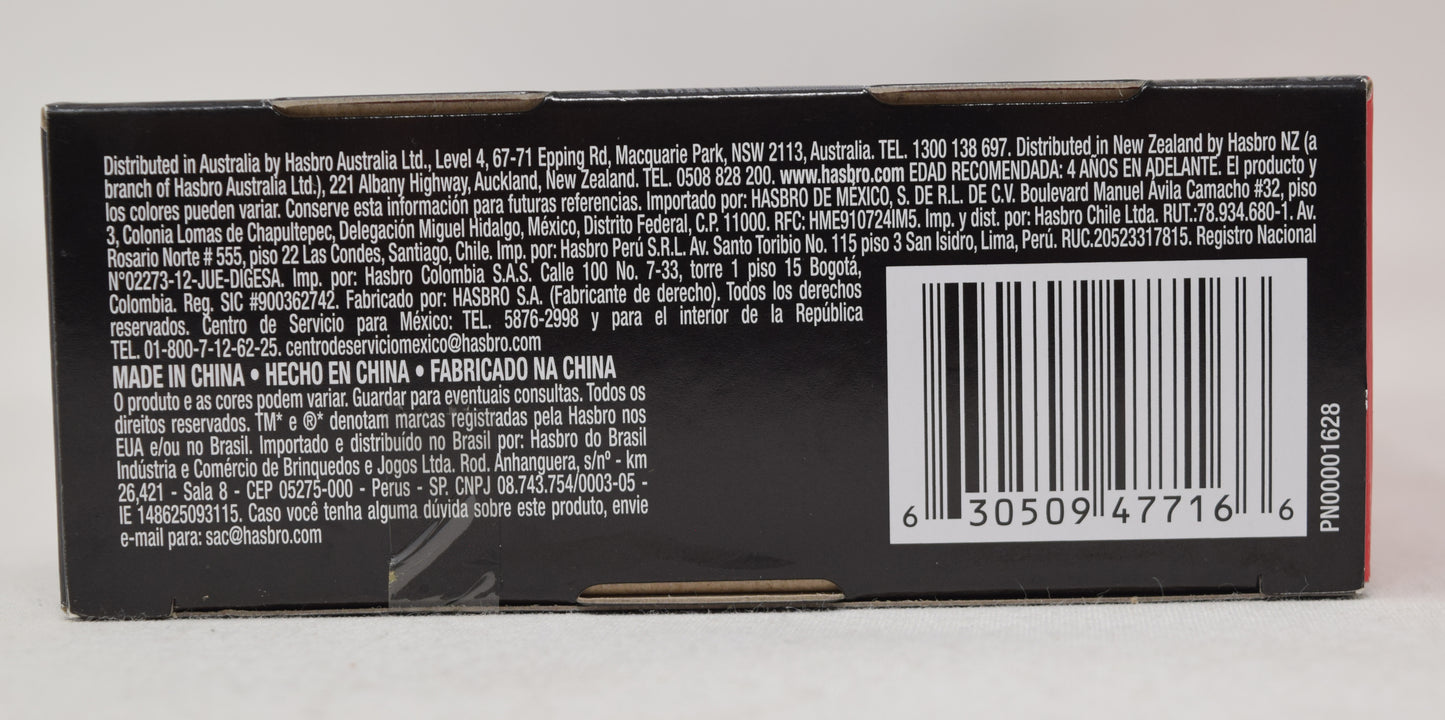 Distributed in Australia by Hasbro Australia Ltd., Level 4, 67-71 Epping Rd, Macquarie Park, NSW 2113, Australia. TEL. 1300 138 697. Distributed in New Zealand by Hasbro NZ (a
branch of Hasbro Australia Ltd.), 221 Albany Highway, Auckland, New Zealand. TEL. 0508 828 200. www.hasbro.com EDAD RECOMENDADA: 4 AÑOS EN ADELANTE. El producto y
los colores pueden variar. Conserve esta información para futuras referencias. Importado por: HASBRO DE MÉXICO, S. DE R.L. DE C.V. Boulevard Manuel Ávila Camacho #32, piso
3, Colonia Lomas de Chapultepec, Delegación Miguel Hidalgo, México, Distrito Federal, C.P. 11000. RFC: HME910724IM5. Imp. y dist. por: Hasbro Chile Ltda. RUT.:78.934.680-1. Av.
Rosario Norte # 555, piso 22 Las Condes, Santiago, Chile. Imp. por: Hasbro Perú S.R.L. Av. Santo Toribio No. 115 piso 3 San Isidro, Lima, Perú. RUC.20523317815. Registro Nacional
N°02273-12-JUE-DIGESA. Imp. por: Hasbro Colombia S.A.S. Calle 100 No. 7-33, torre 1 piso 15 Bogotá,
Colombia. Reg. SIC #900362742. Fabricado por: HASBRO S.A. (Fabricante de derecho). Todos los derechos
reservados. Centro de Servicio para México: TEL. 5876-2998 y para el interior de la República
TEL. 01-800-7-12-62-25. centrodeserviciomexico@hasbro.com
MADE IN CHINA • HECHO EN CHINA • FABRICADO NA CHINA
O produto e as cores podem variar. Guardar para eventuais consultas. Todos os
direitos reservados. TM* e ®* denotam marcas registradas pela Hasbro nos
EUA e/ou no Brasil. Importado e distribuído no Brasil por: Hasbro do Brasil
Indústria e Comércio de Brinquedos e Jogos Ltda. Rod. Anhanguera, s/nº - km
26,421 - Sala 8 - CEP 05275-000 - Perus - SP. CNPJ 08.743.754/0003-05 -
IE 148625093115. Caso você tenha alguma dúvida sobre este produto, envie
e-mail para: sac@hasbro.com
6 30509 47716 6
PN00001628